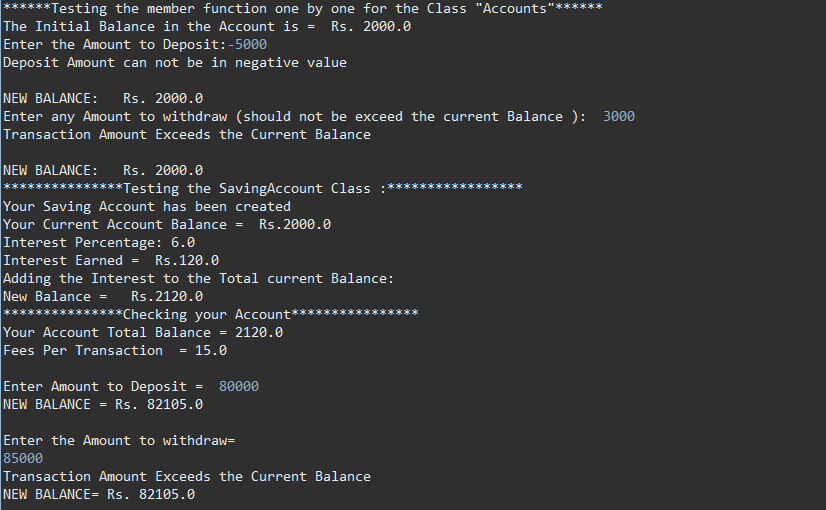 ******Testing the member function one by one for the Class "Accounts"******
The Initial Balance in the Account is =  Rs. 2000.0
Enter the Amount to Deposit:-5000
Deposit Amount can not be in negative value

NEW BALANCE:   Rs. 2000.0
Enter any Amount to withdraw (should not be exceed the current Balance ):  3000
Transaction Amount Exceeds the Current Balance

NEW BALANCE:   Rs. 2000.0
***************Testing the SavingAccount Class :*****************
Your Saving Account has been created
Your Current Account Balance =  Rs.2000.0
Interest Percentage: 6.0
Interest Earned =  Rs.120.0
Adding the Interest to the Total current Balance:
New Balance =   Rs.2120.0
***************Checking your Account****************
Your Account Total Balance = 2120.0
Fees Per Transaction  = 15.0

Enter Amount to Deposit =  80000
NEW BALANCE = Rs. 82105.0

Enter the Amount to withdraw=
85000
Transaction Amount Exceeds the Current Balance
NEW BALANCE= Rs. 82105.0